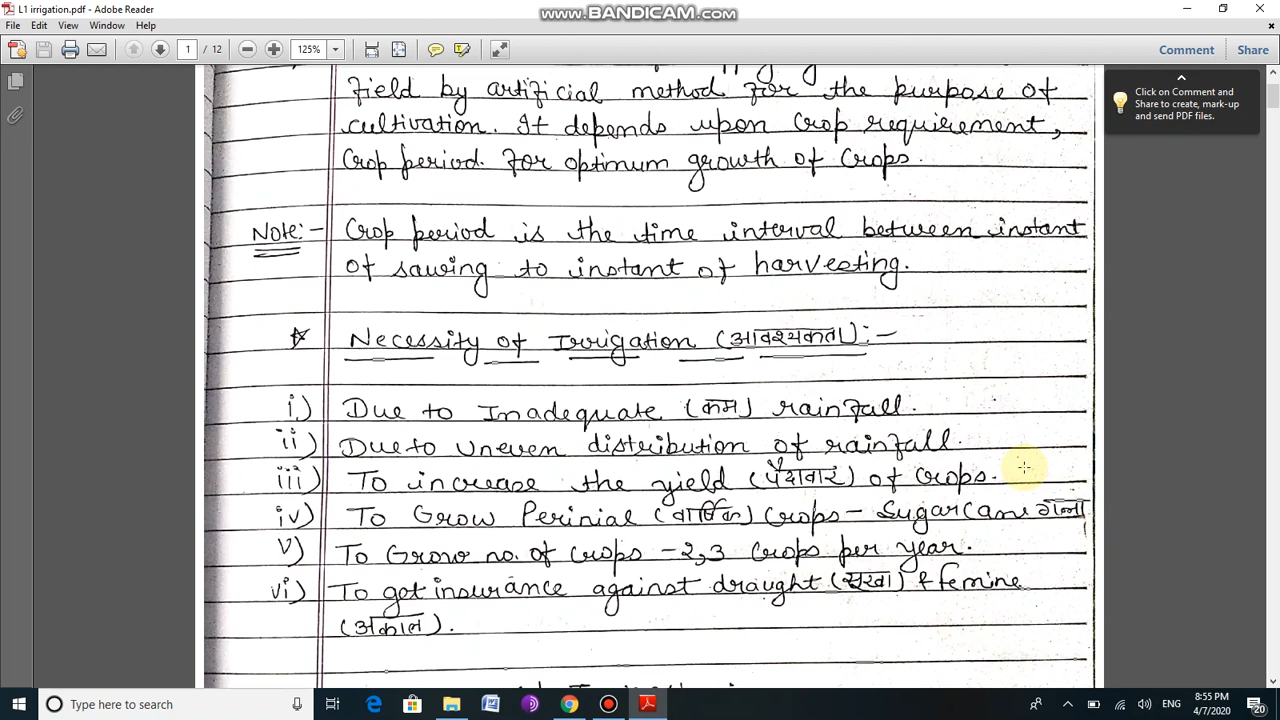 L1 irrigation.pdf - Adobe Reader
WWW.BANDICAM.COM
File Edit View Window Help
1 / 12 125% Comment Share
Click on Comment and
Share to create, mark-up
and send PDF files.
field by artificial method for the purpose of
cultivation. It depends upon crop requirement,
Crop period. For optimum growth of crops.
Note:- Crop period is the time interval between instant
of sawing to instant of harvesting.
Necessity of Irrigation (आवश्यकता):-
i) Due to Inadequate (कम) rainfall.
ii) Due to uneven distribution of rainfall.
iii) To increase the yield (पैदावार) of crops.
iv) To Grow Perinial (वार्षिक) Crops - Sugarcane गन्ना
v) To Grow no. of crops - 2,3 crops per year.
vi) To get insurance against draught (सूखा) & femine
(अकाल).
Type here to search
ENG
8:55 PM
4/7/2020
20